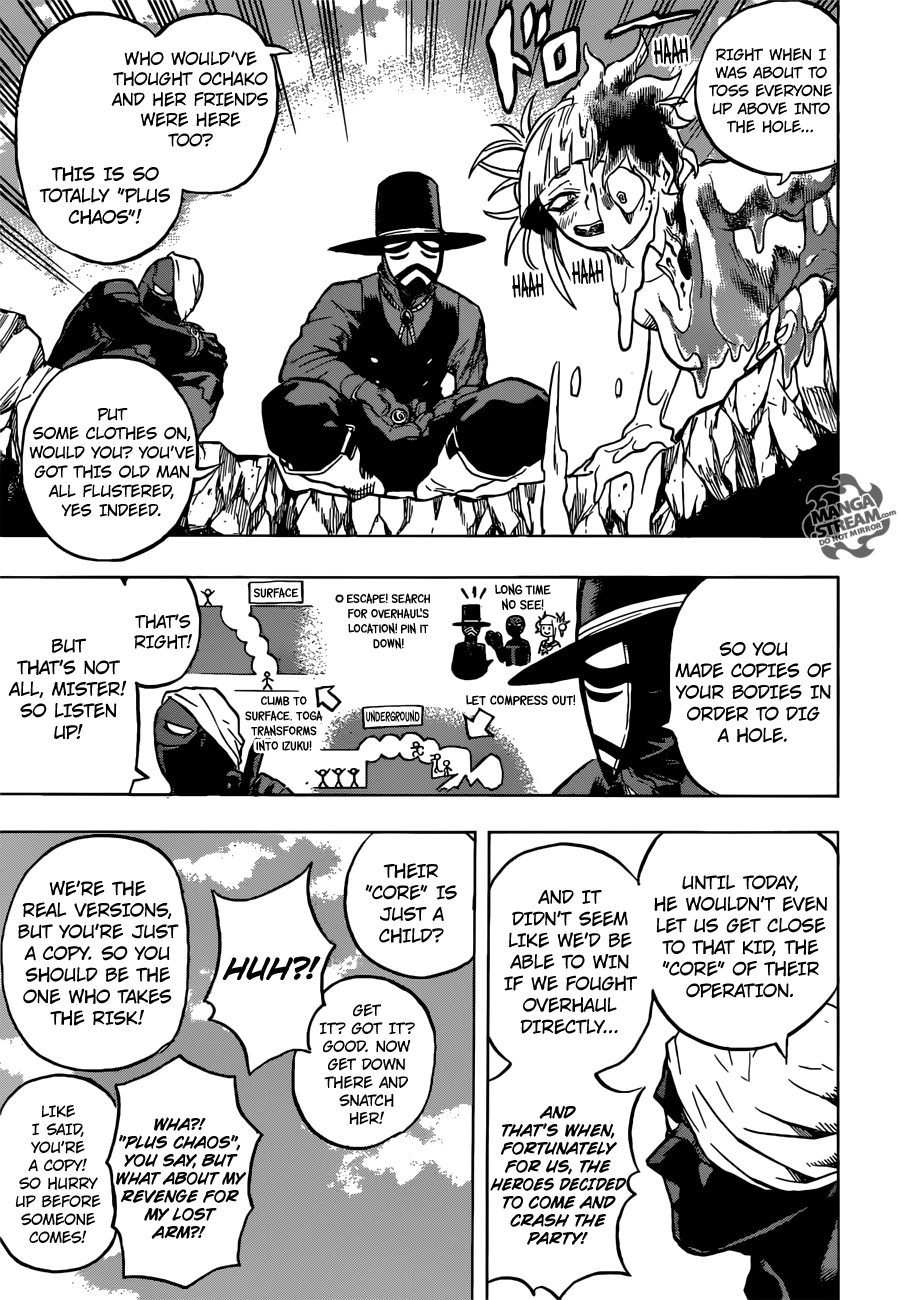 RIGHT WHEN I
WAS ABOUT TO
TOSS EVERYONE
UP ABOVE INTO
THE HOLE...
HAAH
ドロー
HAAH
HAAH
WHO WOULD'VE
THOUGHT OCHAKO
AND HER FRIENDS
WERE HERE
TOO?
THIS IS SO
TOTALLY "PLUS
CHAOS"!
PUT
SOME CLOTHES ON,
WOULD YOU? YOU'VE
GOT THIS OLD MAN
ALL FLUSTERED,
YES INDEED.
MANGA
STREAM.com
DO NOT MIRROR
SO YOU
MADE COPIES OF
YOUR BODIES IN
ORDER TO DIG
A HOLE.
LONG TIME
NO SEE!
LET COMPRESS OUT!
ESCAPE! SEARCH
FOR OVERHAUL'S
LOCATION! PIN IT
DOWN!
SURFACE
CLIMB TO
SURFACE. TOGA
TRANSFORMS
INTO IZUKU!
UNDERGROUND
THAT'S
RIGHT!
BUT
THAT'S NOT
ALL, MISTER!
SO LISTEN
UP!
UNTIL TODAY,
HE WOULDN'T EVEN
LET US GET CLOSE
TO THAT KID, THE
"CORE" OF THEIR
OPERATION.
AND IT
DIDN'T SEEM
LIKE WE'D BE
ABLE TO WIN
IF WE FOUGHT
OVERHAUL
DIRECTLY...
AND
THAT'S WHEN,
FORTUNATELY
FOR US, THE
HEROES DECIDED
TO COME AND
CRASH THE
PARTY!
THEIR
"CORE" IS
JUST A
CHILD?
GET
IT? GOT IT?
GOOD. NOW
GET DOWN
THERE AND
SNATCH
HER!
HUH?!
WE'RE THE
REAL VERSIONS,
BUT YOU'RE JUST
A COPY. SO YOU
SHOULD BE THE
ONE WHO TAKES
THE RISK!
WHA?!
"PLUS CHAOS",
YOU SAY, BUT
WHAT ABOUT MY
REVENGE FOR
MY LOST
ARM?!
LIKE
I SAID,
YOU'RE
A COPY!
SO HURRY
UP BEFORE
SOMEONE
COMES!